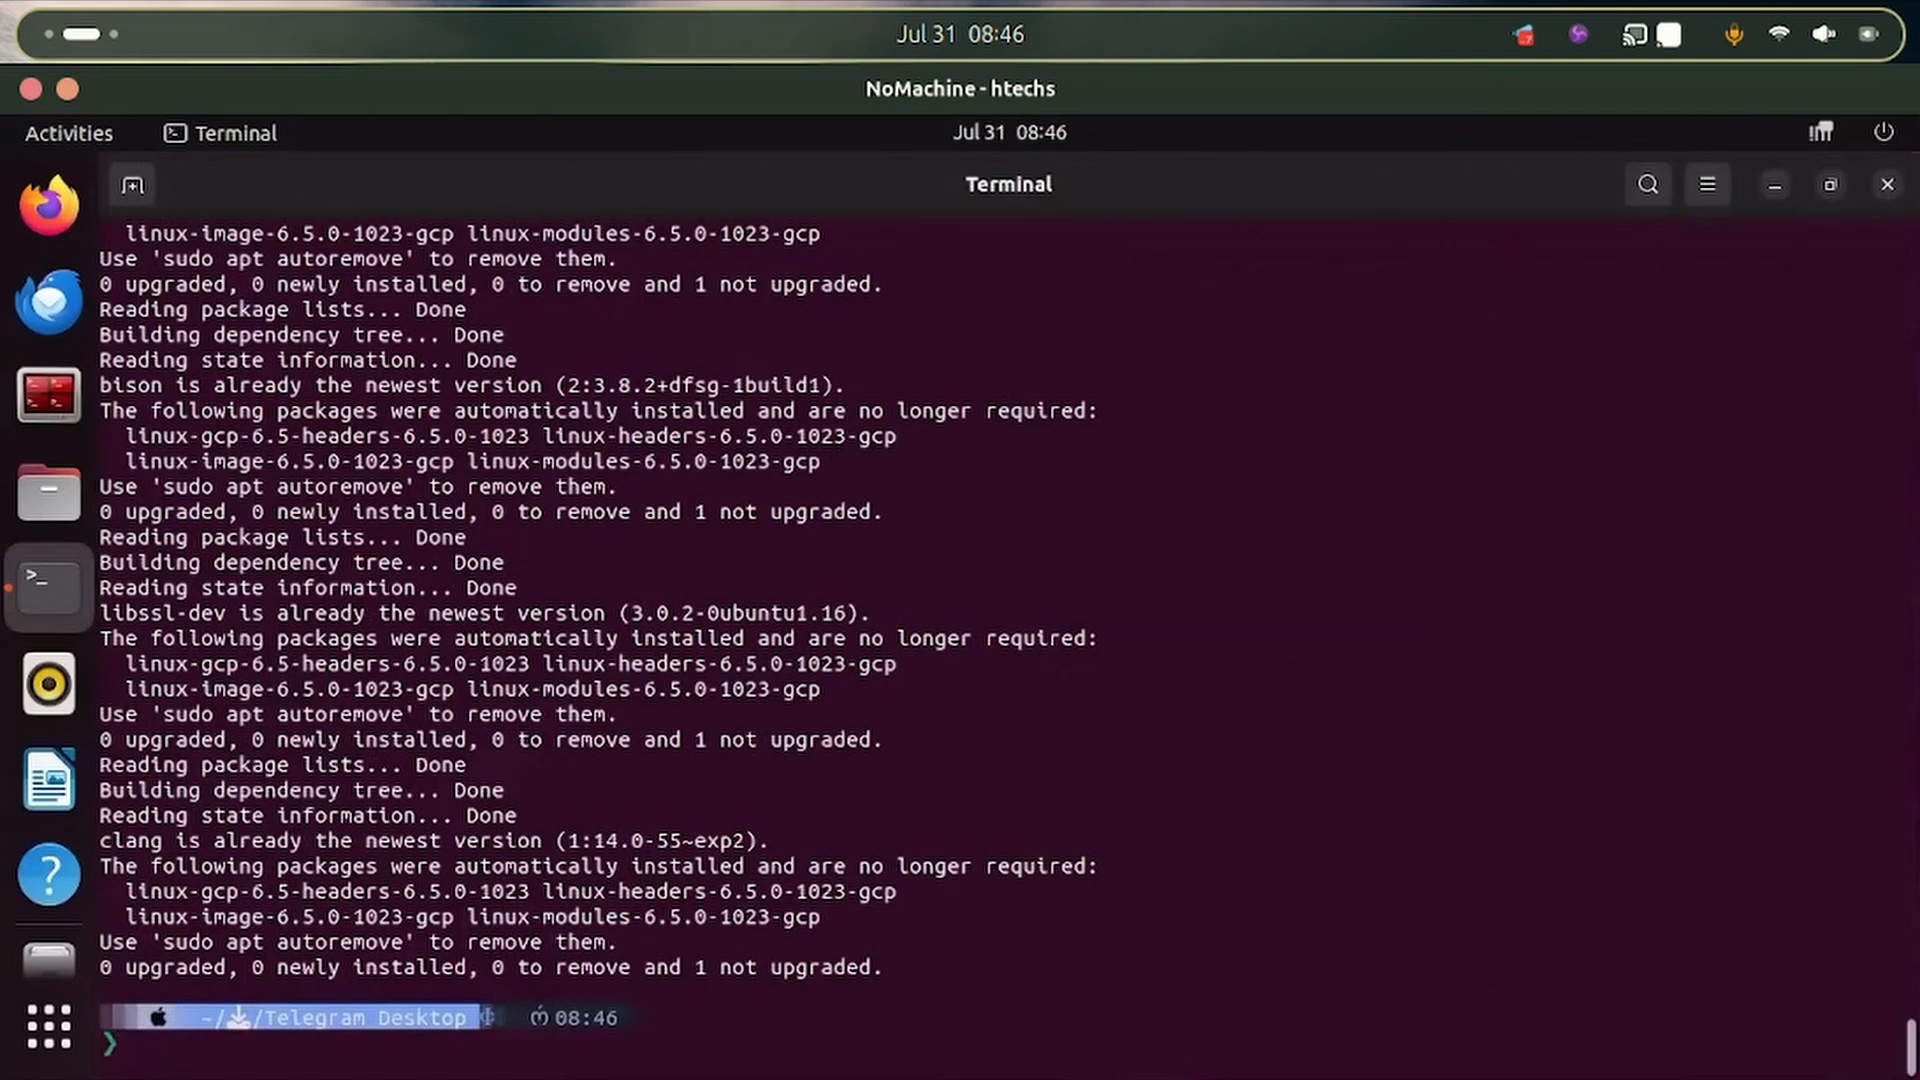 Jul 31 08:46
NoMachine - htechs
Activities
Terminal
Jul 31 08:46
Terminal
linux-image-6.5.0-1023-gcp linux-modules-6.5.0-1023-gcp
Use 'sudo apt autoremove' to remove them.
0 upgraded, 0 newly installed, 0 to remove and 1 not upgraded.
Reading package lists... Done
Building dependency tree... Done
Reading state information... Done
bison is already the newest version (2:3.8.2+dfsg-1build1).
The following packages were automatically installed and are no longer required:
linux-gcp-6.5-headers-6.5.0-1023 linux-headers-6.5.0-1023-gcp
linux-image-6.5.0-1023-gcp linux-modules-6.5.0-1023-gcp
Use 'sudo apt autoremove' to remove them.
0 upgraded, 0 newly installed, 0 to remove and 1 not upgraded.
Reading package lists... Done
Building dependency tree... Done
Reading state information... Done
libssl-dev is already the newest version (3.0.2-0ubuntu1.16).
The following packages were automatically installed and are no longer required:
linux-gcp-6.5-headers-6.5.0-1023 linux-headers-6.5.0-1023-gcp
linux-image-6.5.0-1023-gcp linux-modules-6.5.0-1023-gcp
Use 'sudo apt autoremove' to remove them.
0 upgraded, 0 newly installed, 0 to remove and 1 not upgraded.
Reading package lists... Done
Building dependency tree... Done
Reading state information... Done
clang is already the newest version (1:14.0-55~exp2).
The following packages were automatically installed and are no longer required:
linux-gcp-6.5-headers-6.5.0-1023 linux-headers-6.5.0-1023-gcp
linux-image-6.5.0-1023-gcp linux-modules-6.5.0-1023-gcp
Use 'sudo apt autoremove' to remove them.
0 upgraded, 0 newly installed, 0 to remove and 1 not upgraded.
~/ /Telegram Desktop 08:46
❯